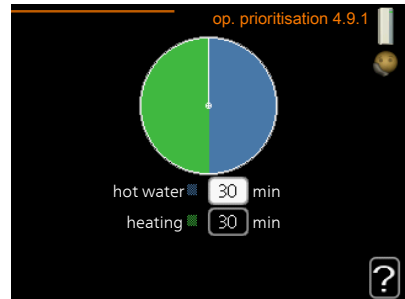 op. prioritisation 4.9.1
hot water 30 min
heating 30 min
?